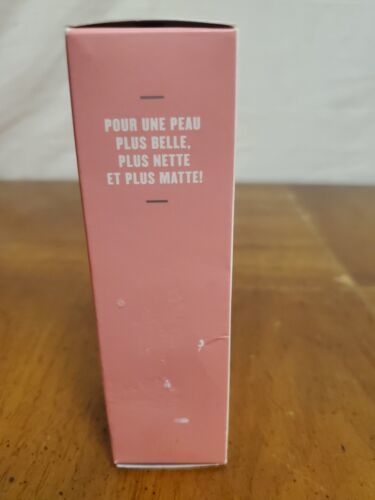 POUR UNE PEAU
PLUS BELLE,
PLUS NETTE
ET PLUS MATTE!